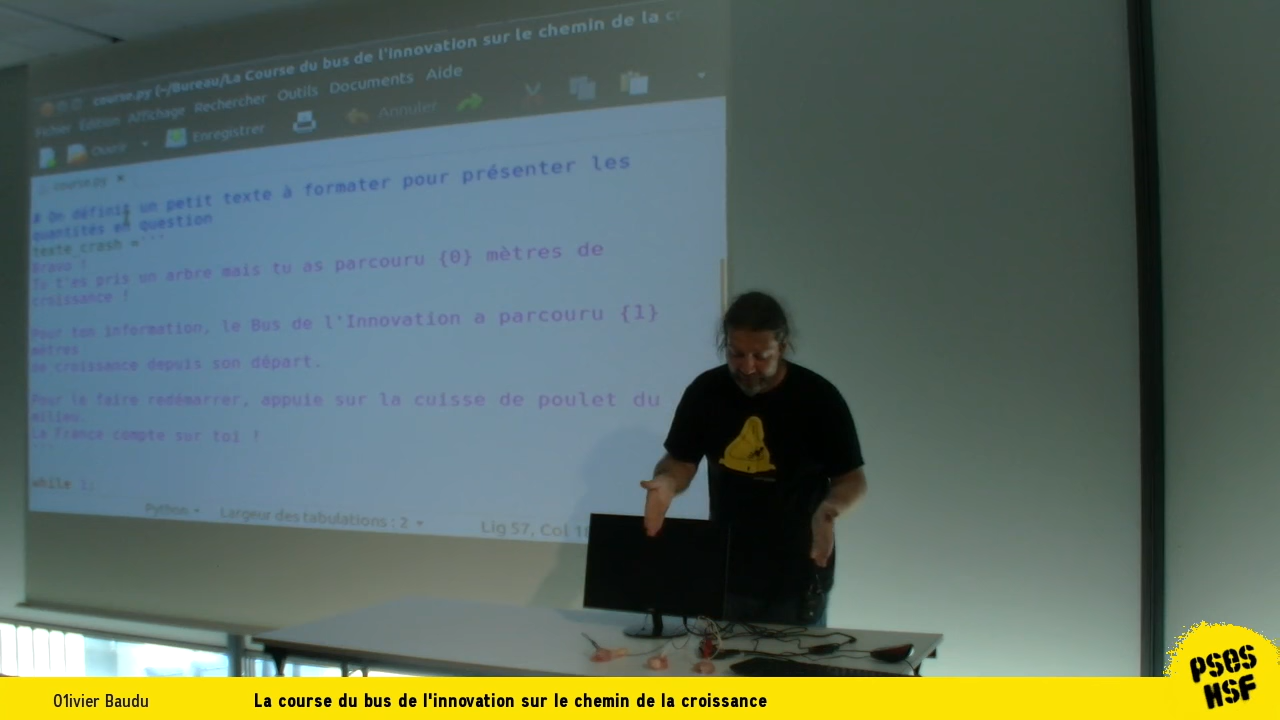 course.py (~/Bureau/La Course du bus de l'innovation sur le chemin de la cr
Fichier Edition Affichage Rechercher Outils Documents Aide
Ouvrir Enregistrer Annuler
course.py ×
# On définit un petit texte à formater pour présenter les
quantités en question
texte_crash ='''
Bravo !
Tu t'es pris un arbre mais tu as parcouru {0} mètres de
croissance !
Pour ton information, le Bus de l'Innovation a parcouru {1}
mètres
de croissance depuis son départ.
Pour le faire redémarrer, appuie sur la cuisse de poulet du
milieu.
La France compte sur toi !
while 1:
Python Largeur des tabulations : 2 Lig 57, Col 1
PSES
HSF
01ivier Baudu La course du bus de l'innovation sur le chemin de la croissance